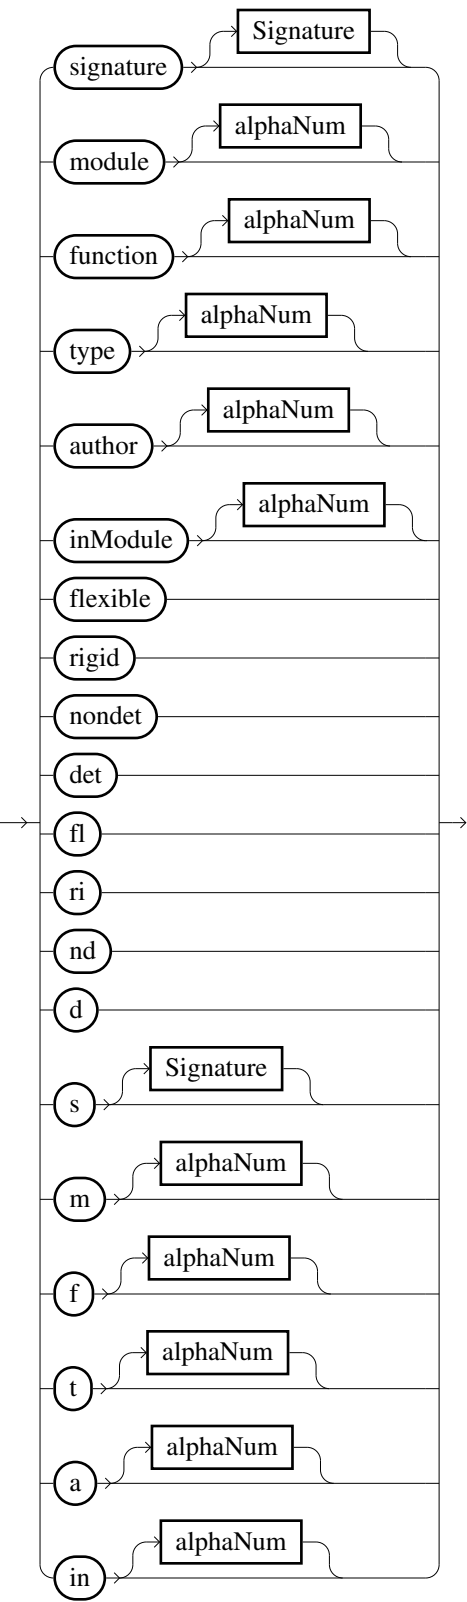 Signature
signature
alphaNum
module
alphaNum
function
alphaNum
type
alphaNum
author
alphaNum
inModule
flexible
rigid
nondet
det
fl
ri
nd
d
Signature
s
alphaNum
m
alphaNum
f
alphaNum
t
alphaNum
a
alphaNum
in